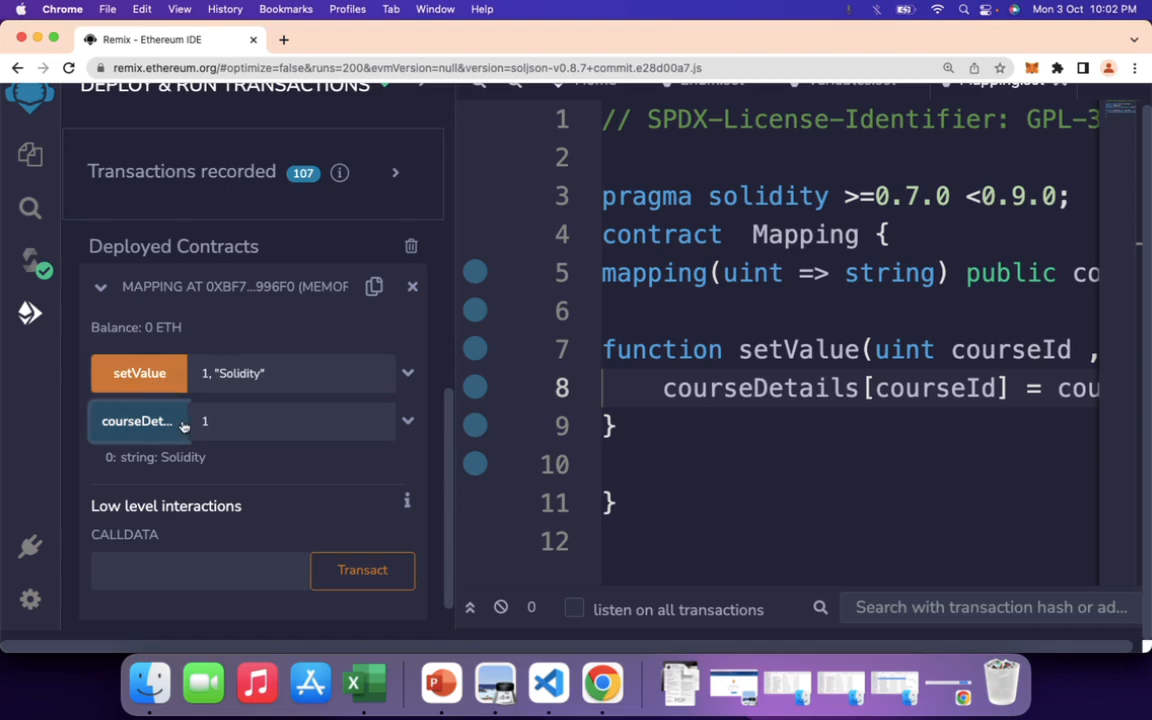 Chrome File Edit View History Bookmarks Profiles Tab Window Help Mon 3 Oct 10:02 PM
Remix - Ethereum IDE
remix.ethereum.org/#optimize=false&runs=200&evmVersion=null&version=soljson-v0.8.7+commit.e28d00a7.js
DEPLOY & RUN TRANSACTIONS
Transactions recorded 107
Deployed Contracts
MAPPING AT 0XBF7...996F0 (MEMOR
Balance: 0 ETH
setValue 1, "Solidity"
courseDet... 1
0: string: Solidity
Low level interactions
CALLDATA
Transact
1 // SPDX-License-Identifier: GPL-3
2
3 pragma solidity >=0.7.0 <0.9.0;
4 contract Mapping {
5 mapping(uint => string) public co
6
7 function setValue(uint courseId ,
8 courseDetails[courseId] = cou
9 }
10
11 }
12
0 listen on all transactions Search with transaction hash or ad...
PDF